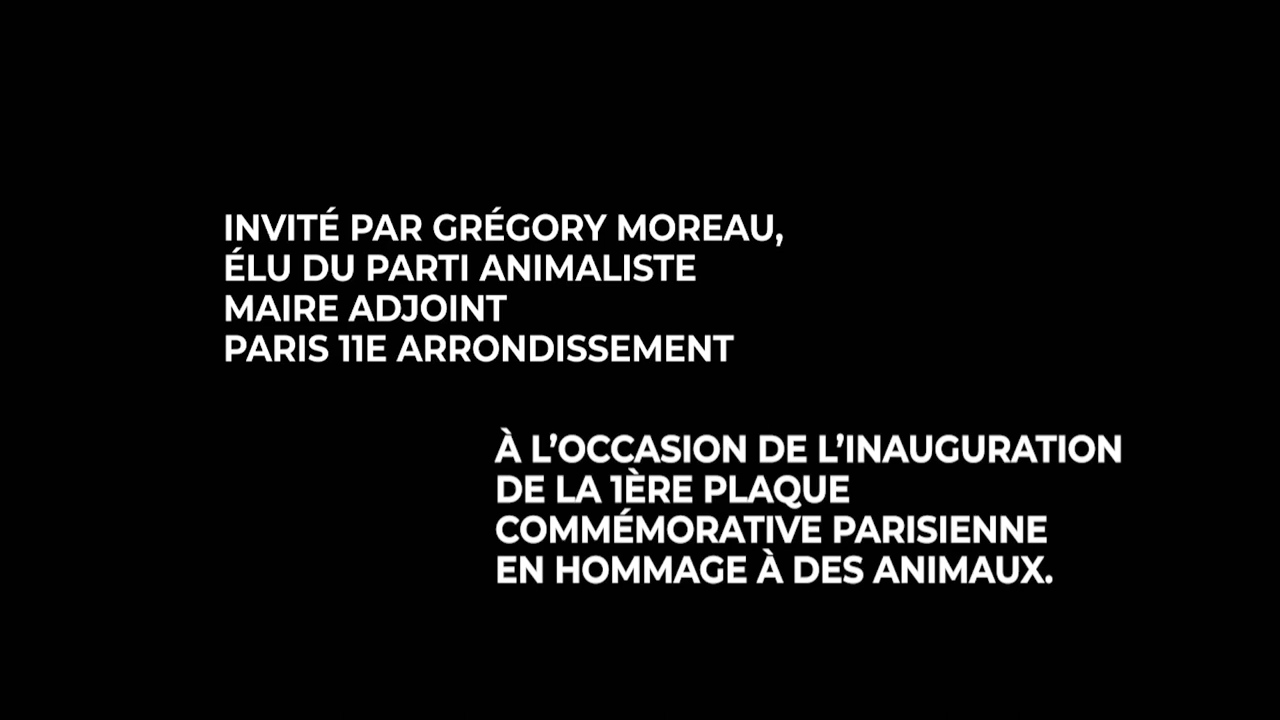 INVITÉ PAR GRÉGORY MOREAU,
ÉLU DU PARTI ANIMALISTE
MAIRE ADJOINT
PARIS 11E ARRONDISSEMENT
À L’OCCASION DE L’INAUGURATION
DE LA 1ÈRE PLAQUE
COMMÉMORATIVE PARISIENNE
EN HOMMAGE À DES ANIMAUX.